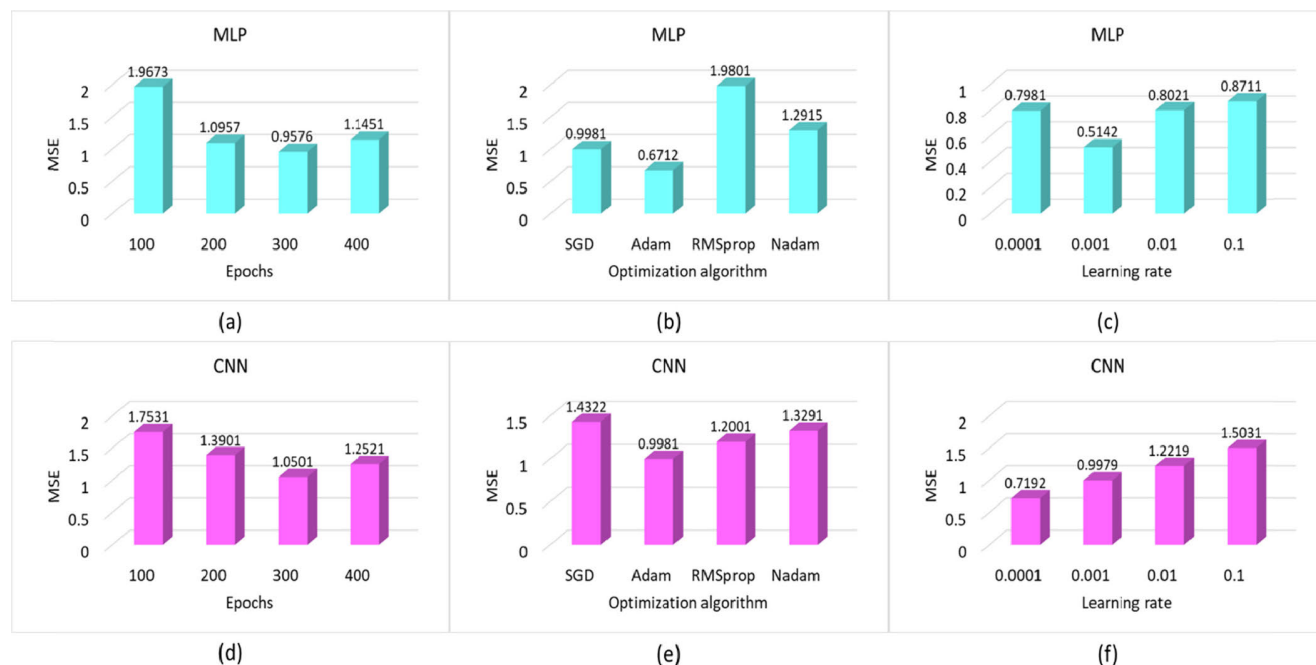 MLP
1.9673
1.0957
0.9576
1.1451
2
1.5
1
0.5
0
MSE
100 200 300 400
Epochs
(a)
MLP
0.9981
0.6712
1.9801
1.2915
2
1.5
1
0.5
0
MSE
SGD Adam RMSprop Nadam
Optimization algorithm
(b)
MLP
0.7981
0.5142
0.8021
0.8711
1
0.8
0.6
0.4
0.2
0
MSE
0.0001 0.001 0.01 0.1
Learning rate
(c)
CNN
1.7531
1.3901
1.0501
1.2521
2
1.5
1
0.5
0
MSE
100 200 300 400
Epochs
(d)
CNN
1.4322
0.9981
1.2001
1.3291
1.5
1
0.5
0
MSE
SGD Adam RMSprop Nadam
Optimization algorithm
(e)
CNN
0.7192
0.9979
1.2219
1.5031
2
1.5
1
0.5
0
MSE
0.0001 0.001 0.01 0.1
Learning rate
(f)